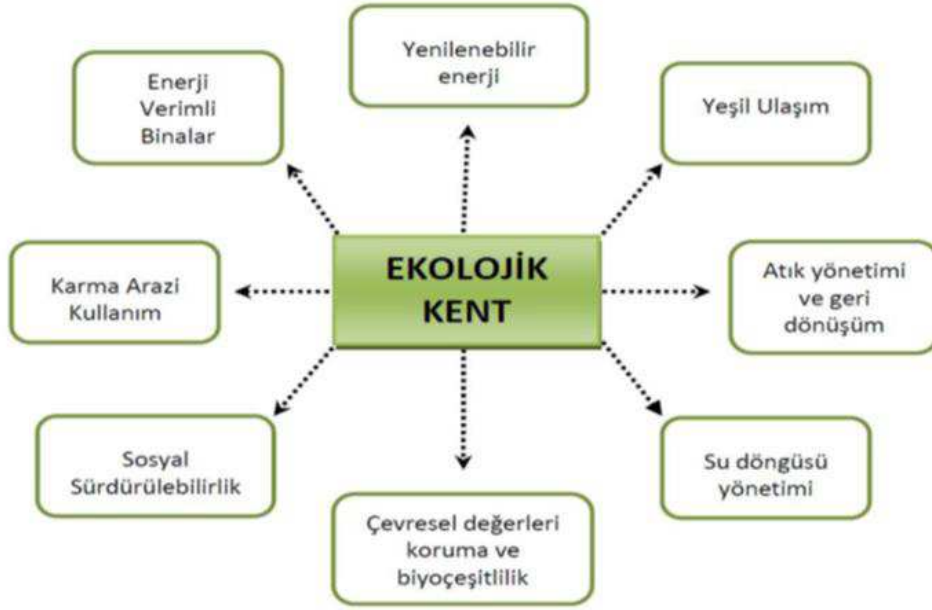 Yenilenebilir
enerji
Enerji
Verimli
Binalar
Yeşil Ulaşım
EKOLOJİK
KENT
Karma Arazi
Kullanım
Atık yönetimi
ve geri
dönüşüm
Sosyal
Sürdürülebilirlik
Su döngüsü
yönetimi
Çevresel değerleri
koruma ve
biyoçeşitlilik